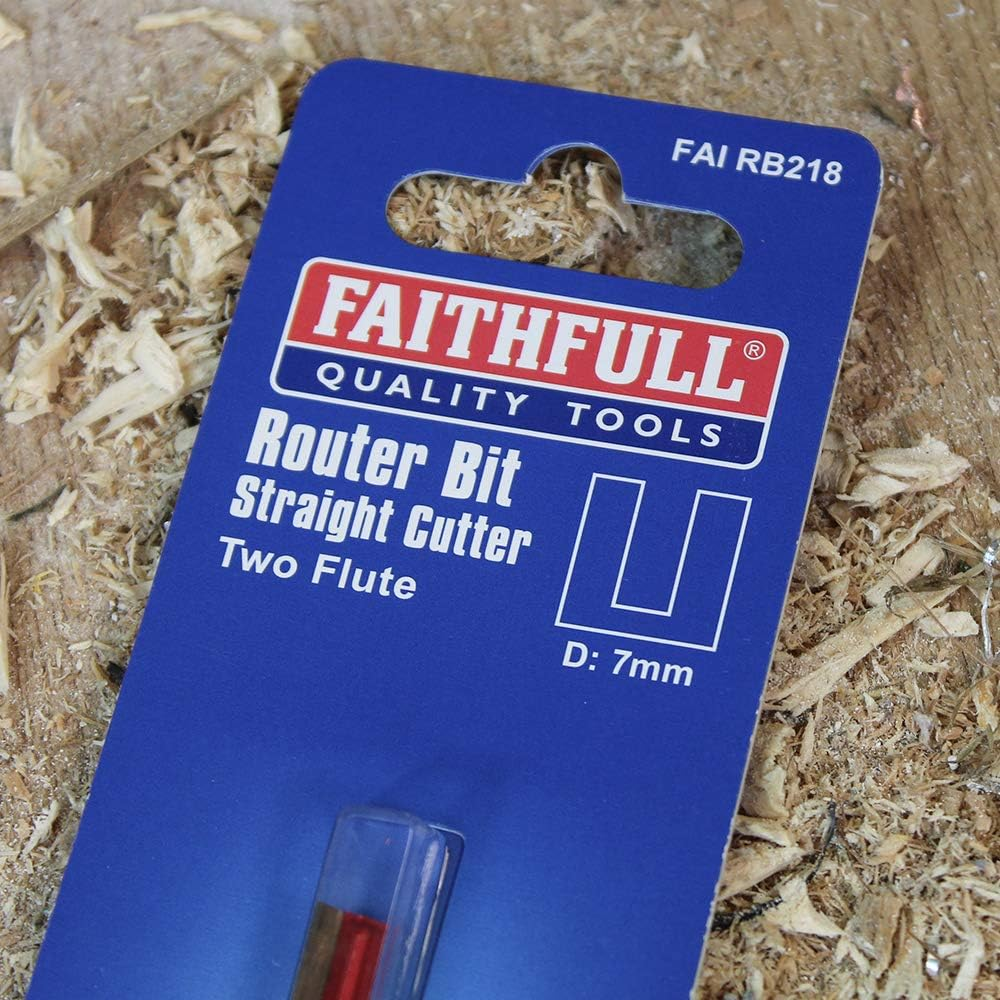 FAI RB218
FAITHFULL®
QUALITY TOOLS
Router Bit
Straight Cutter
Two Flute
D: 7mm